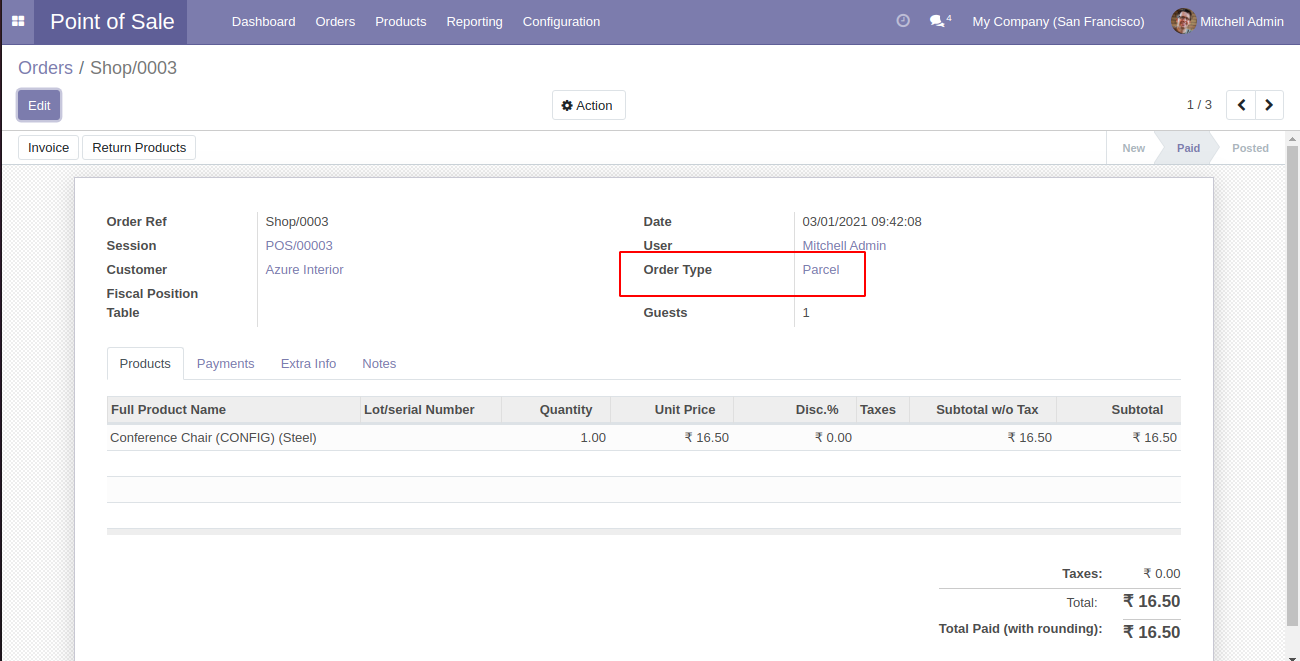 Point of Sale Dashboard Orders Products Reporting Configuration 4 My Company (San Francisco) Mitchell Admin
Orders / Shop/0003
Edit Action 1 / 3
Invoice Return Products New Paid Posted
Order Ref Shop/0003 Date 03/01/2021 09:42:08
Session POS/00003 User Mitchell Admin
Customer Azure Interior Order Type Parcel
Fiscal Position
Table Guests 1
Products Payments Extra Info Notes
Full Product Name Lot/serial Number Quantity Unit Price Disc.% Taxes Subtotal w/o Tax Subtotal
Conference Chair (CONFIG) (Steel) 1.00 ₹ 16.50 ₹ 0.00 ₹ 16.50 ₹ 16.50
Taxes: ₹ 0.00
Total: ₹ 16.50
Total Paid (with rounding): ₹ 16.50